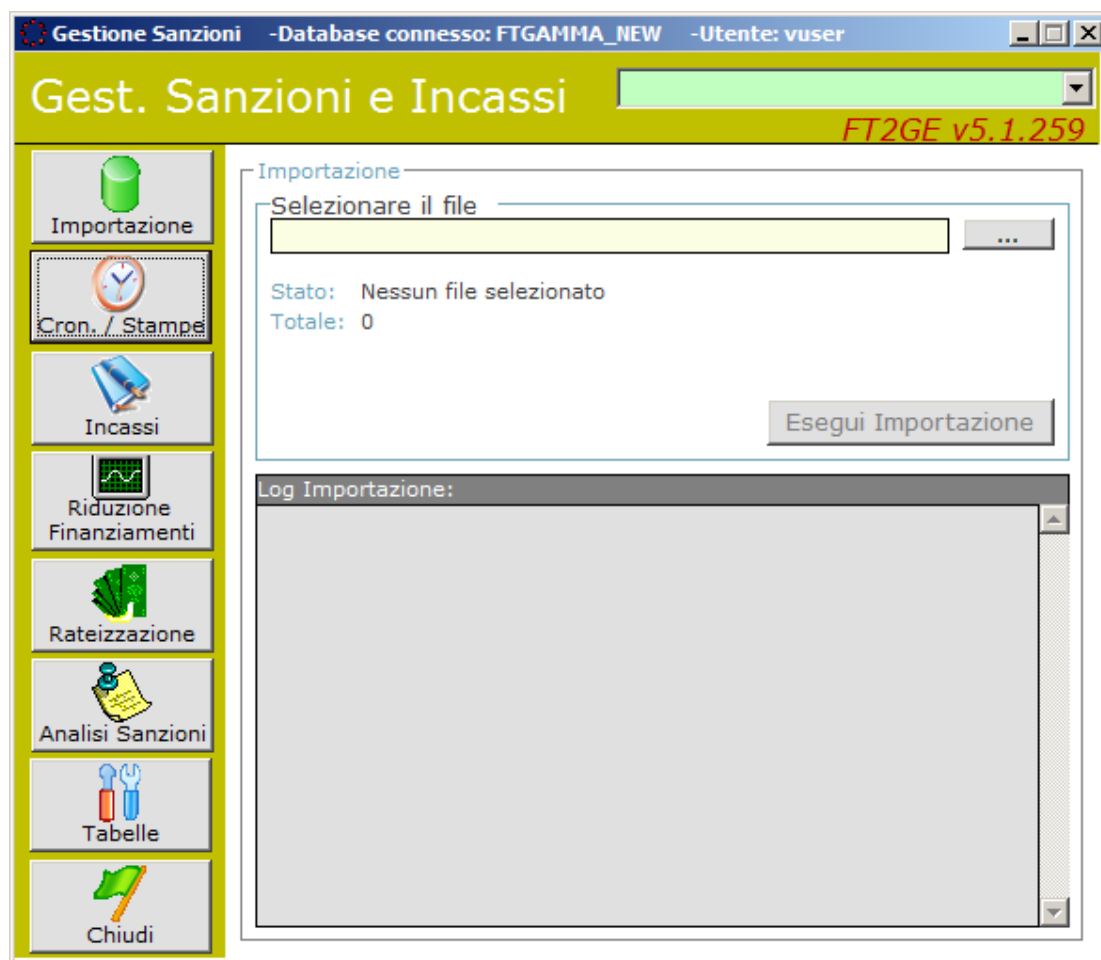 Gestione Sanzioni -Database connesso: FTGAMMA_NEW -Utente: vuser
Gest. Sanzioni e Incassi
FT2GE v5.1.259
Importazione
Cron. / Stampe
Incassi
Riduzione
Finanziamenti
Rateizzazione
Analisi Sanzioni
Tabelle
Chiudi
Importazione
Selezionare il file
...
Stato: Nessun file selezionato
Totale: 0
Esegui Importazione
Log Importazione: